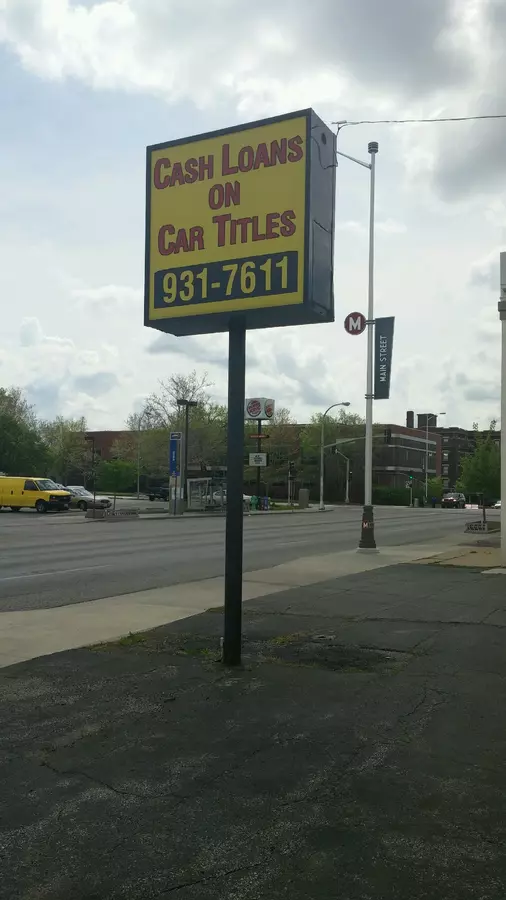 CASH LOANS
ON
CAR TITLES
931-7611
M
MAIN STREET
M